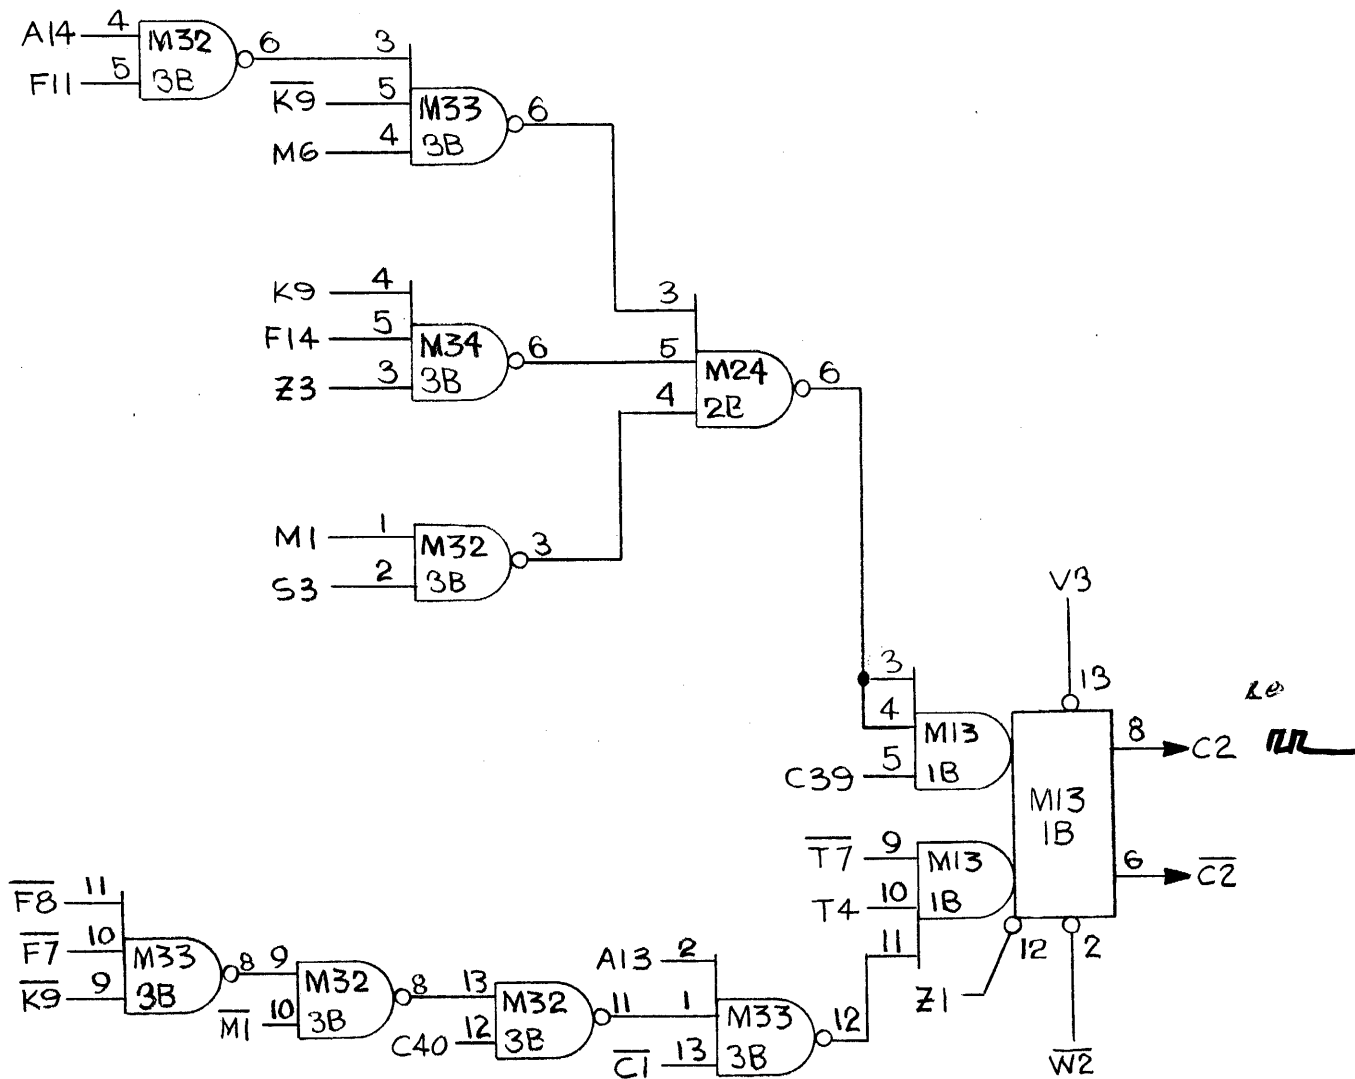 A14 4 M32 6 3
F11 5 3B
K̅9̅ 5 M33 6
M6 4 3B
K9 4
F14 5 M34 6 5
Z3 3 3B
3
M24 6
4 2E
M1 1 M32 3
S3 2 3B
V3
13
3
4 M13
C39 5 1B
M13
1B
8 C2
T̅7̅ 9 M13
T4 10 1B
6 C̅2̅
11
12 2
Z1
W̅2̅
F̅8̅ 11
F̅7̅ 10 M33 8 9
K̅9̅ 9 3B
M32 8 13
M̅1̅ 10 3B
M32 11 1
C40 12 3B
A13 2
M33 12
C̅1̅ 13 3B